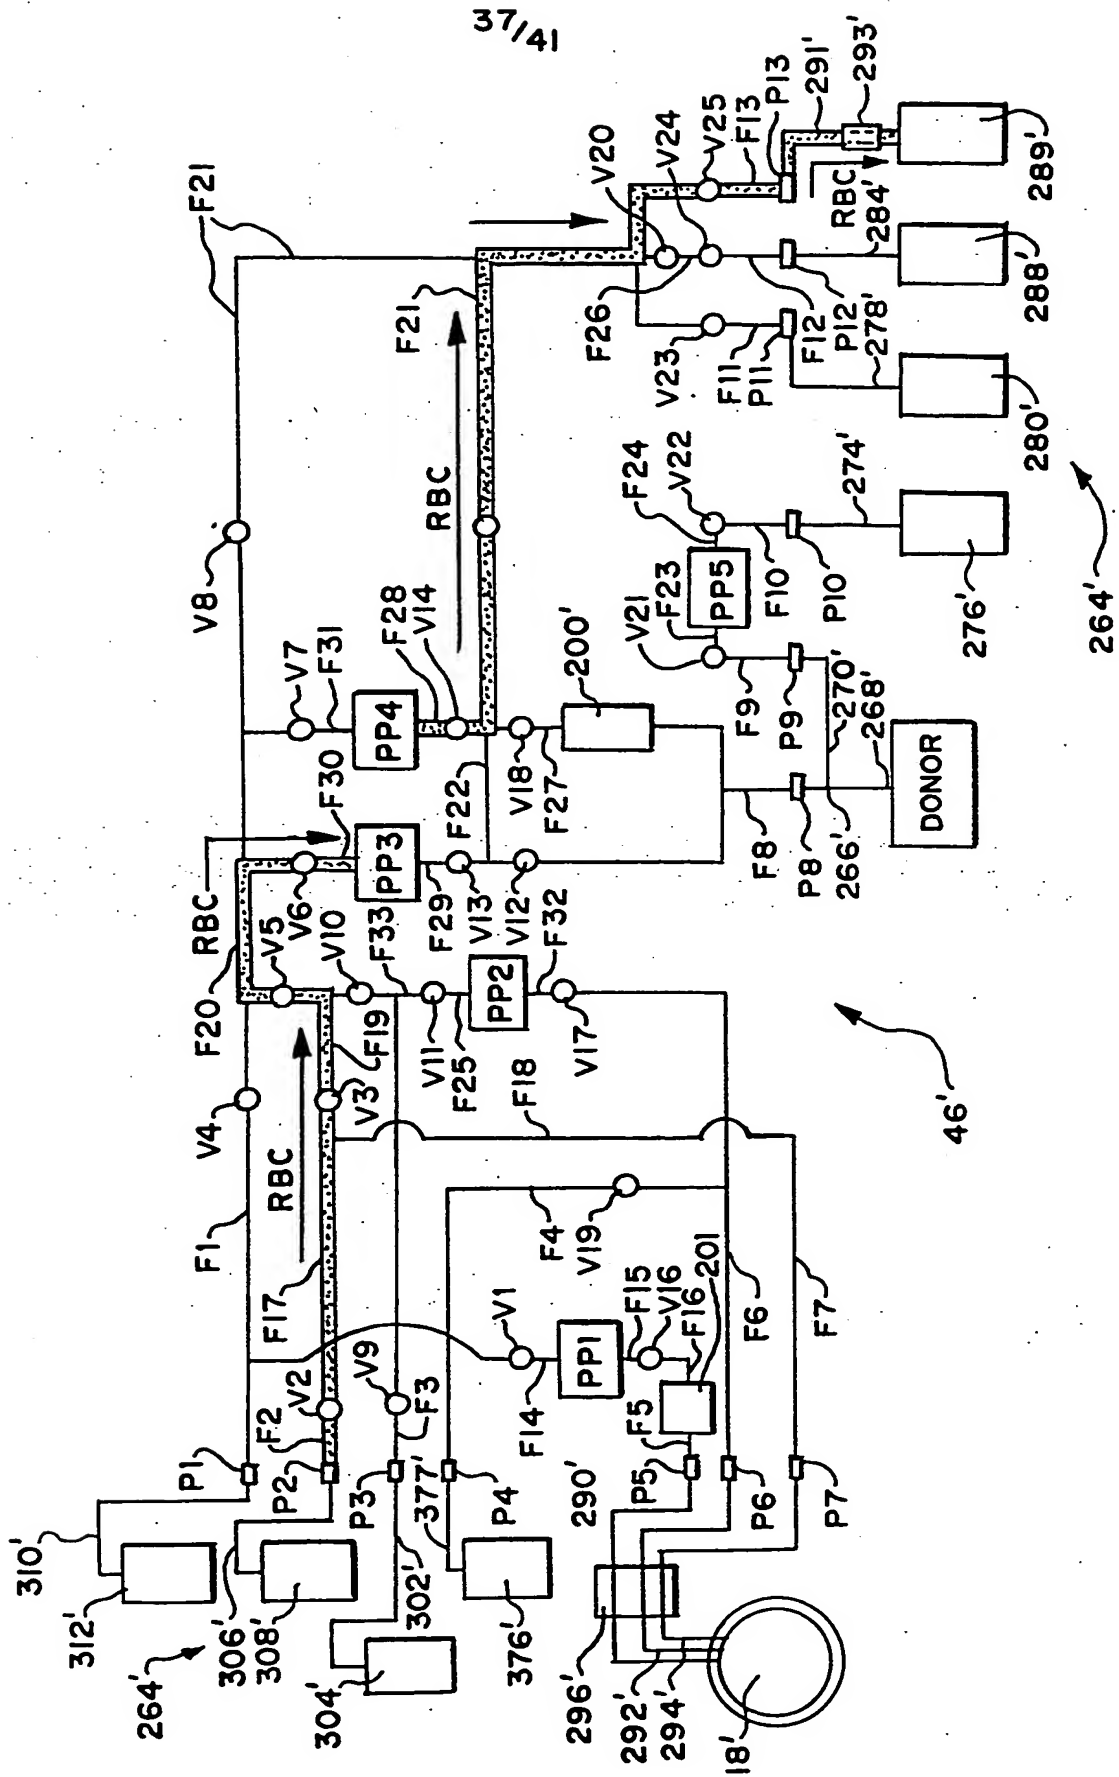 37/41
310'
312'
264'
306'
308'
304'
302'
376'
377'
290'
296'
292'
294'
18'
P1
P2
P3
P4
P5
P6
P7
F1
F2
F17
V2
V9
F3
V1
F14
PP1
F15
V16
F16
201
F5
F6
F7
F4
V19
F18
RBC
V4
V3'
F19
F20
V5
V10
F33
V11
F25
PP2
F32
V17
46'
RBC
V6
F30
PP3
F29
V13
V12
F22
V7
F31
PP4
F28
V14
V18
F27
200'
F8
P8
266'
268'
270'
DONOR
V8
RBC
F21
F21
V21
F23
PP5
F24
V22
F9
P9
F10
P10
274'
276'
264'
F26
V20
V24
V25
V23
F11
P11
F12
P12
278'
280'
284'
288'
F13
P13
RBC
291'
293'
289'